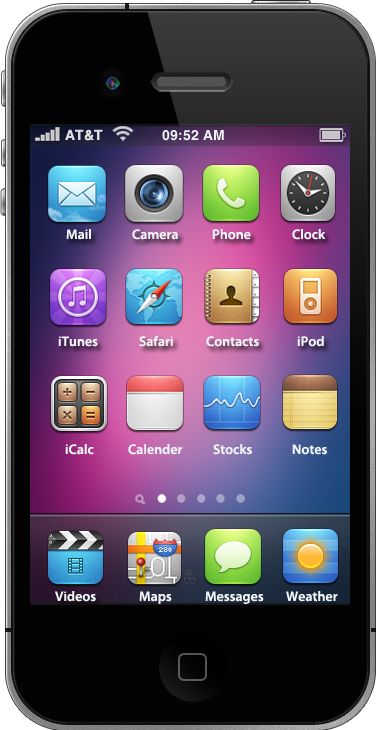 AT&T 09:52 AM
Mail Camera Phone Clock
iTunes Safari Contacts iPod
iCalc Calender Stocks Notes
280
Videos Maps Messages Weather